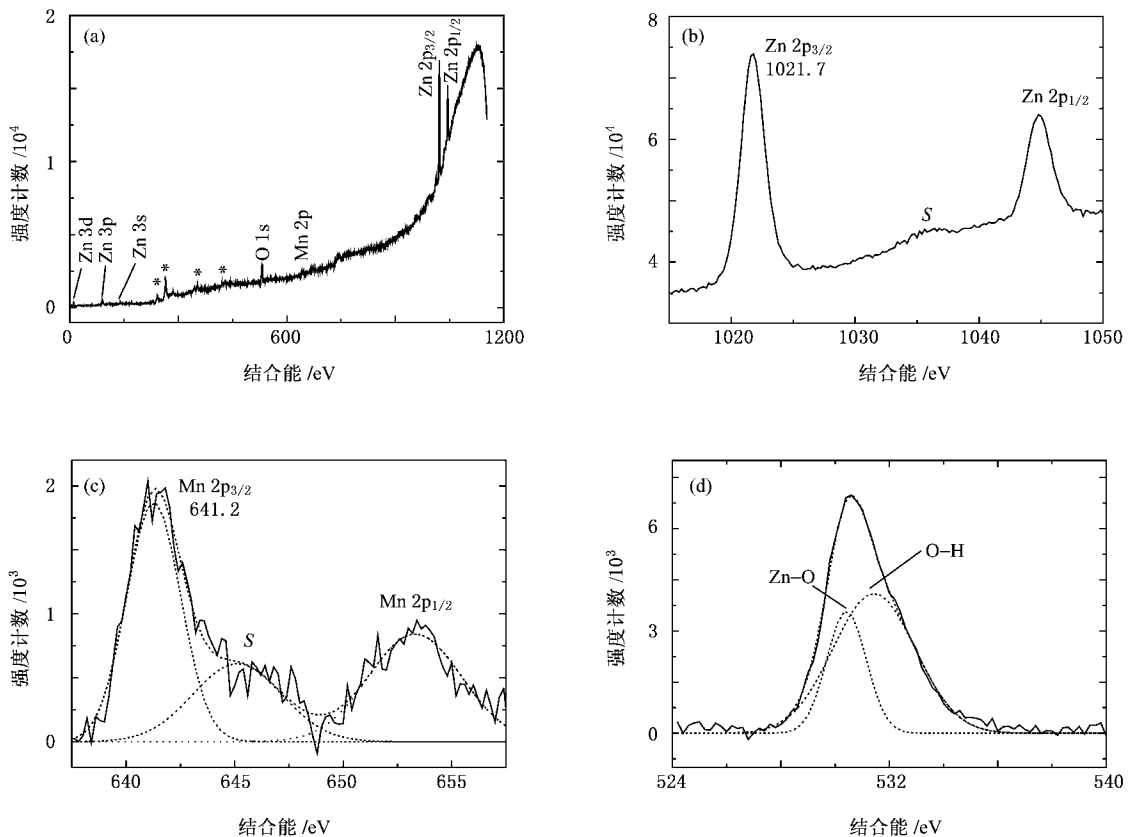 (a)
2
1
0
0
600
1200
强度计数 /10⁴
结合能 /eV
Zn 3d
Zn 3p
Zn 3s
*
*
*
*
O 1s
Mn 2p
Zn 2p3/2
Zn 2p1/2
(b)
8
6
4
1020
1030
1040
1050
强度计数 /10⁴
结合能 /eV
Zn 2p3/2
1021.7
S
Zn 2p1/2
(c)
2
1
0
640
645
650
655
强度计数 /10³
结合能 /eV
Mn 2p3/2
641.2
S
Mn 2p1/2
(d)
6
3
0
524
532
540
强度计数 /10³
结合能 /eV
Zn–O
O–H